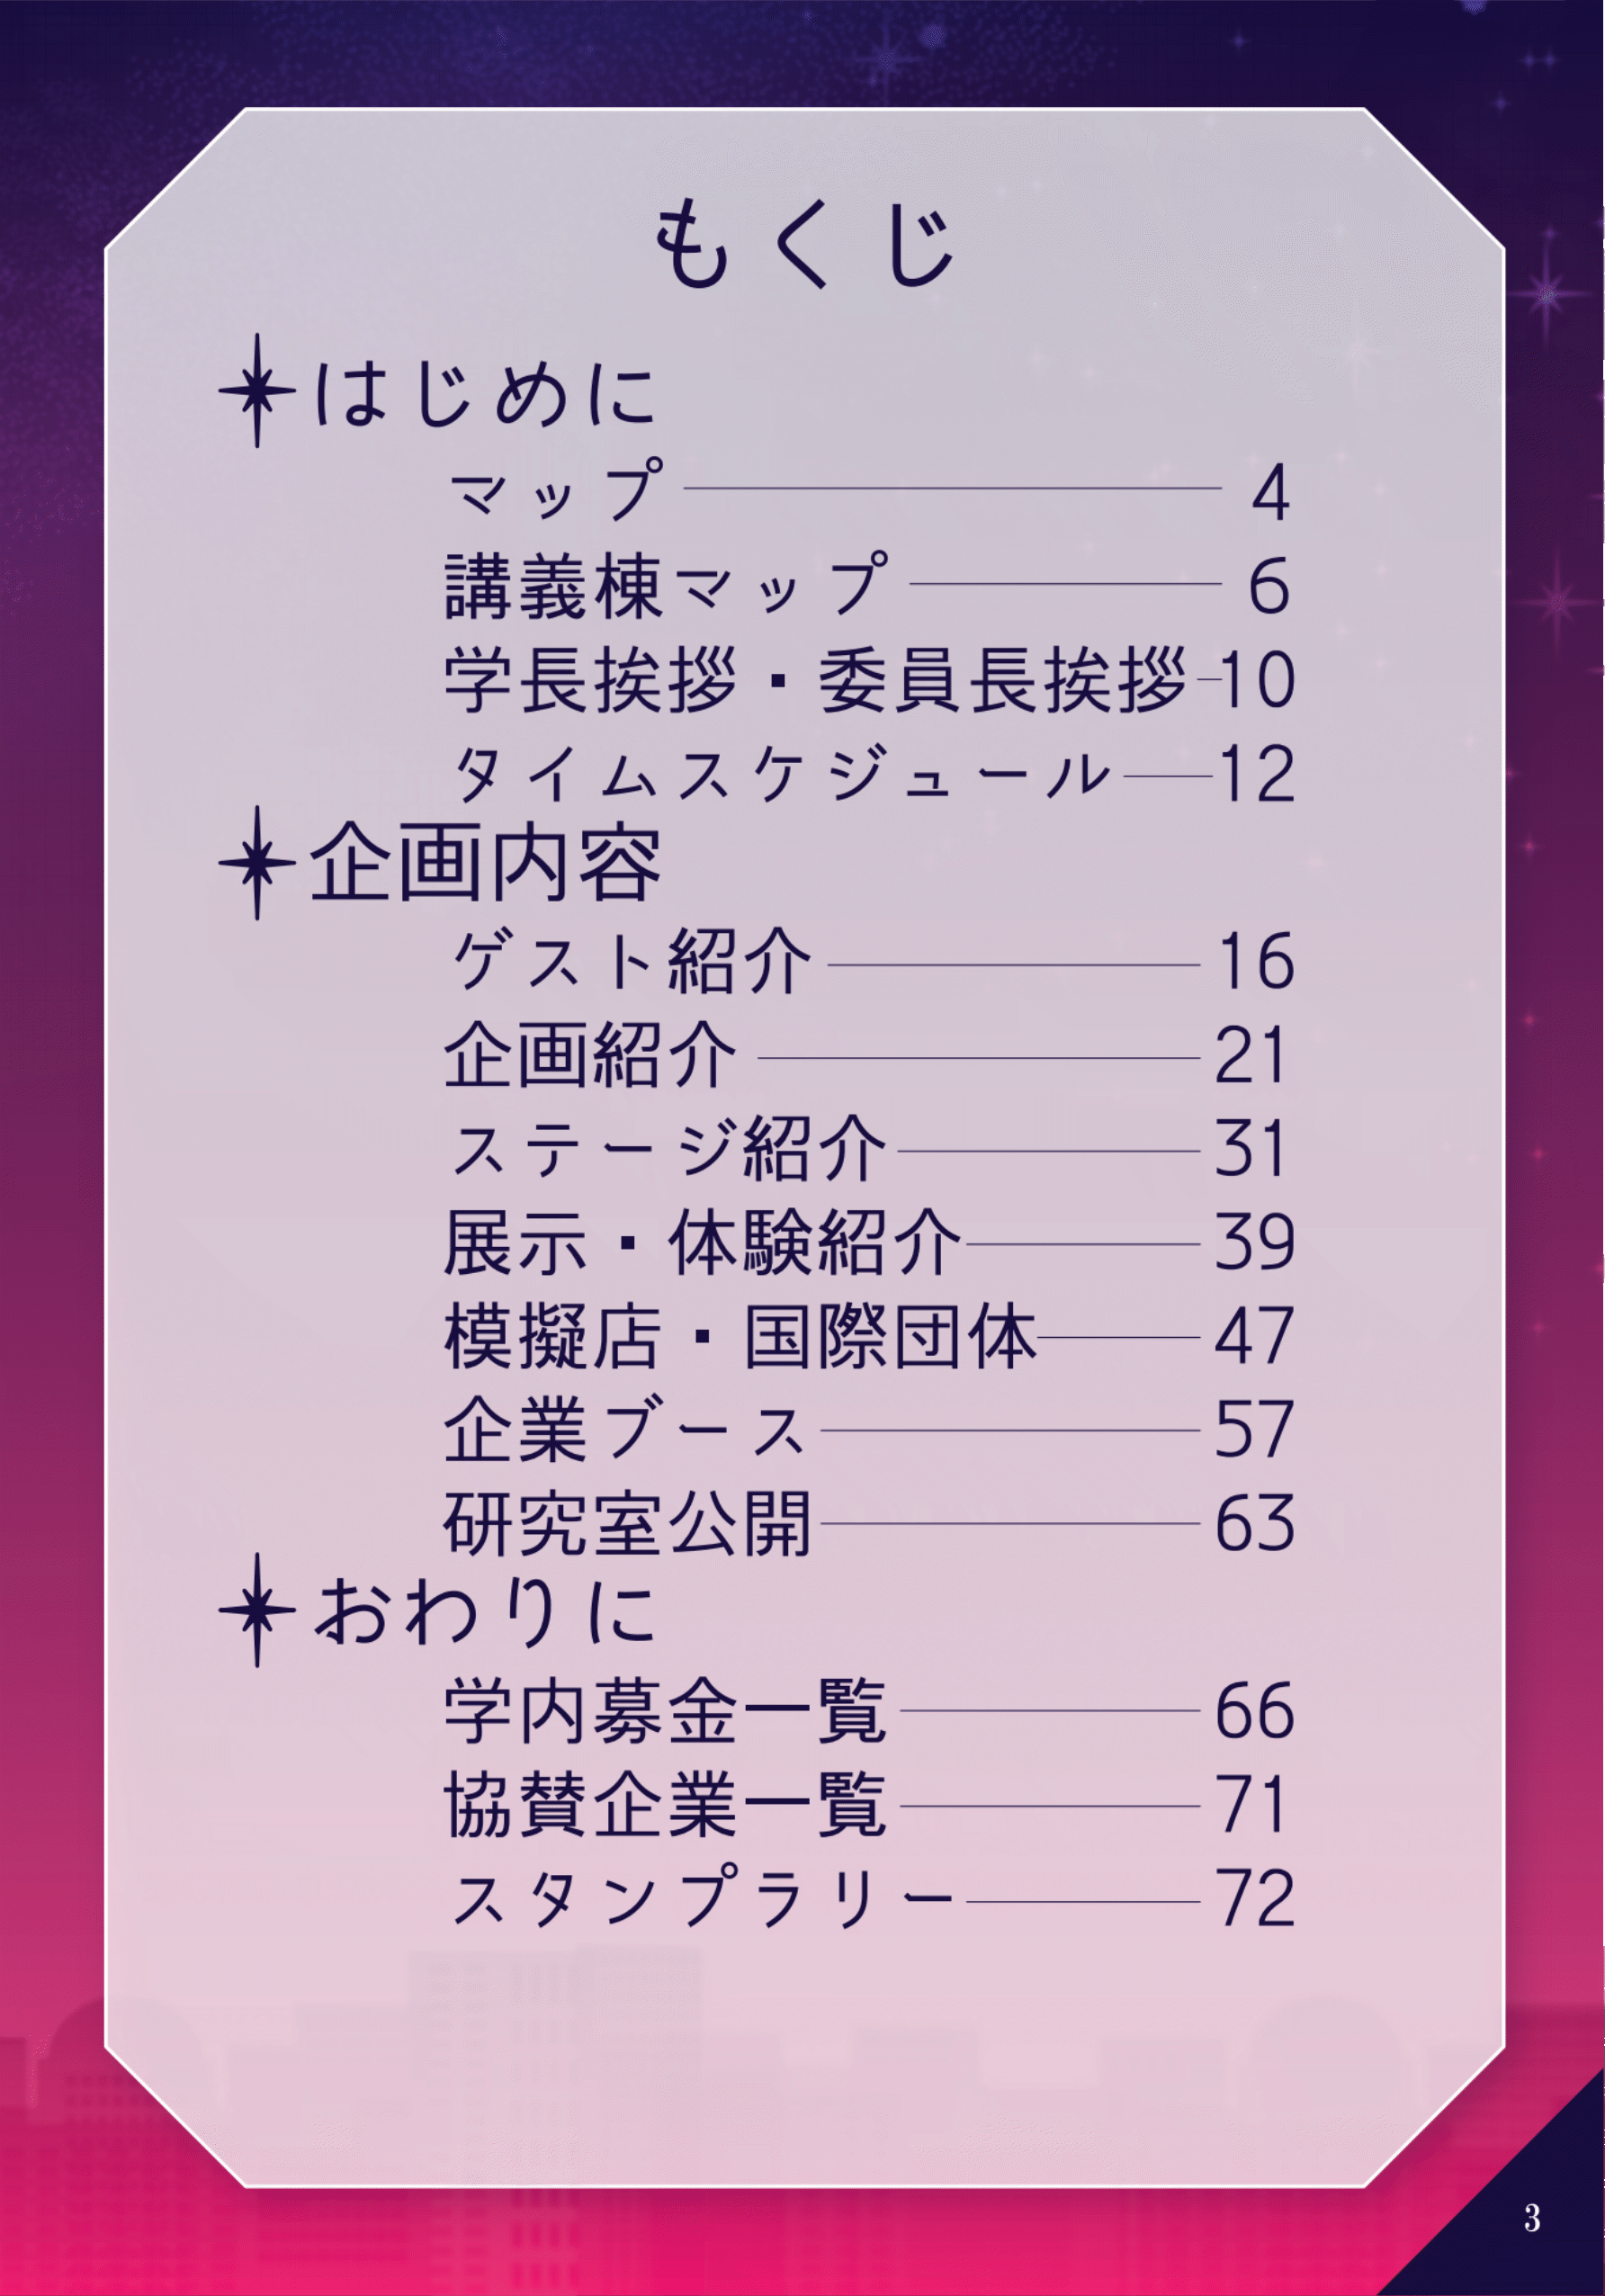 もくじ
はじめに
マップ 4
講義棟マップ 6
学長挨拶・委員長挨拶 10
タイムスケジュール 12
企画内容
ゲスト紹介 16
企画紹介 21
ステージ紹介 31
展示・体験紹介 39
模擬店・国際団体 47
企業ブース 57
研究室公開 63
おわりに
学内募金一覧 66
協賛企業一覧 71
スタンプラリー 72
3